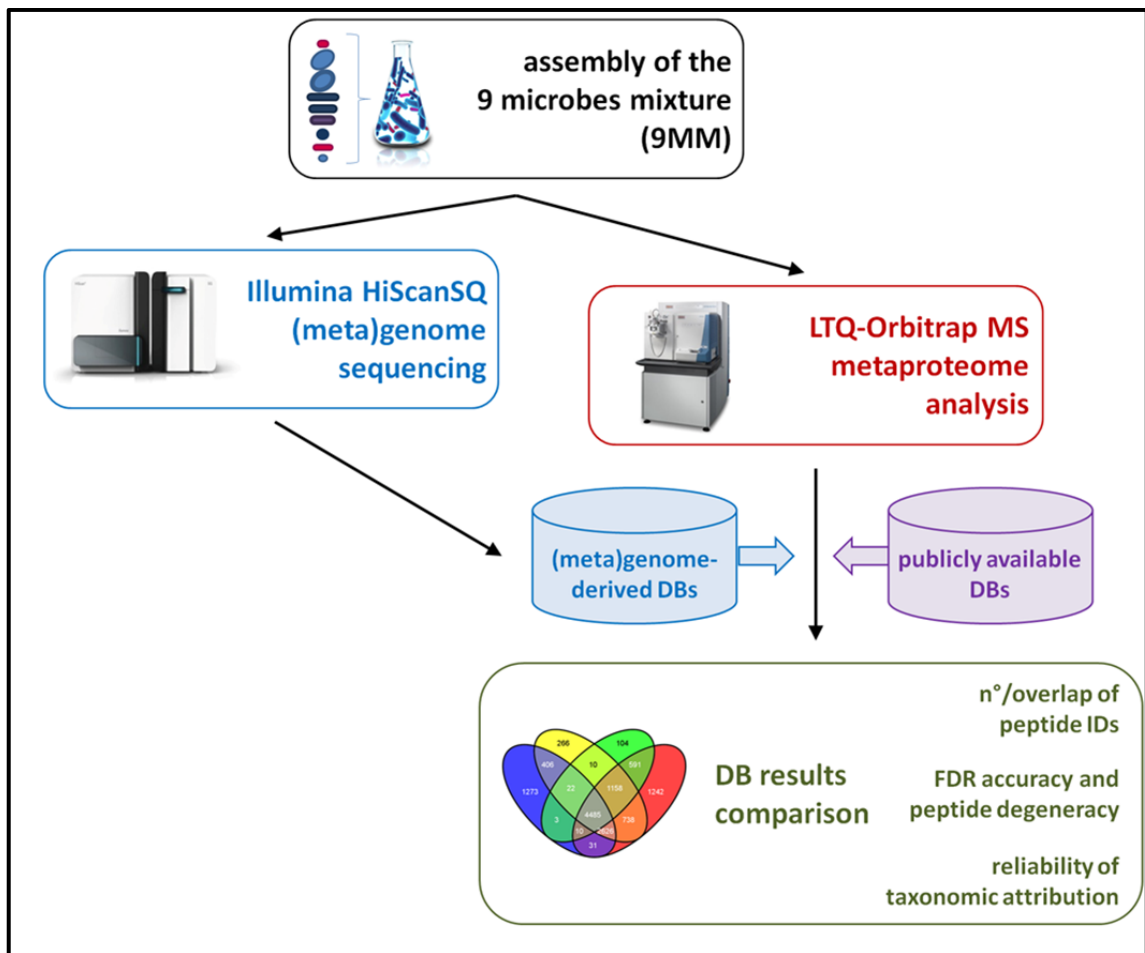 assembly of the
9 microbes mixture
(9MM)
Illumina HiScanSQ
(meta)genome
sequencing
LTQ-Orbitrap MS
metaproteome
analysis
(meta)genome-
derived DBs
publicly available
DBs
266
104
406
10
591
1273
22
1158
1242
4485
3
738
10
2526
31
DB results
comparison
n°/overlap of
peptide IDs
FDR accuracy and
peptide degeneracy
reliability of
taxonomic attribution